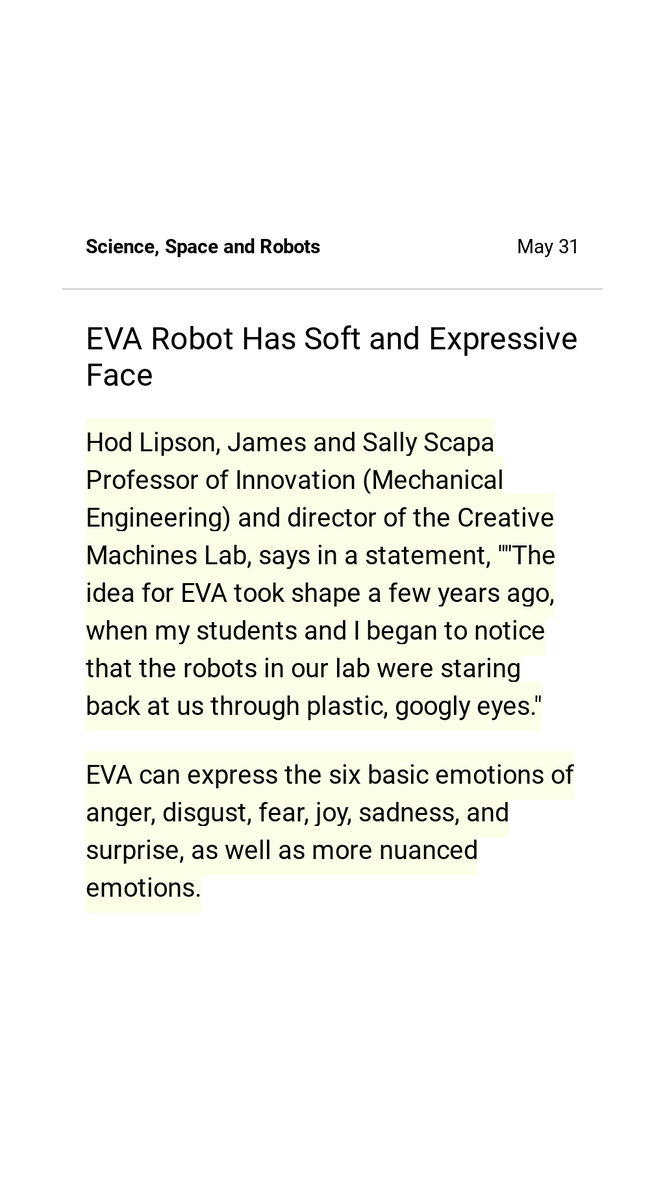 Science, Space and Robots
May 31
EVA Robot Has Soft and Expressive
Face
Hod Lipson, James and Sally Scapa
Professor of Innovation (Mechanical
Engineering) and director of the Creative
Machines Lab, says in a statement, ""The
idea for EVA took shape a few years ago,
when my students and I began to notice
that the robots in our lab were staring
back at us through plastic, googly eyes."
EVA can express the six basic emotions of
anger, disgust, fear, joy, sadness, and
surprise, as well as more nuanced
emotions.